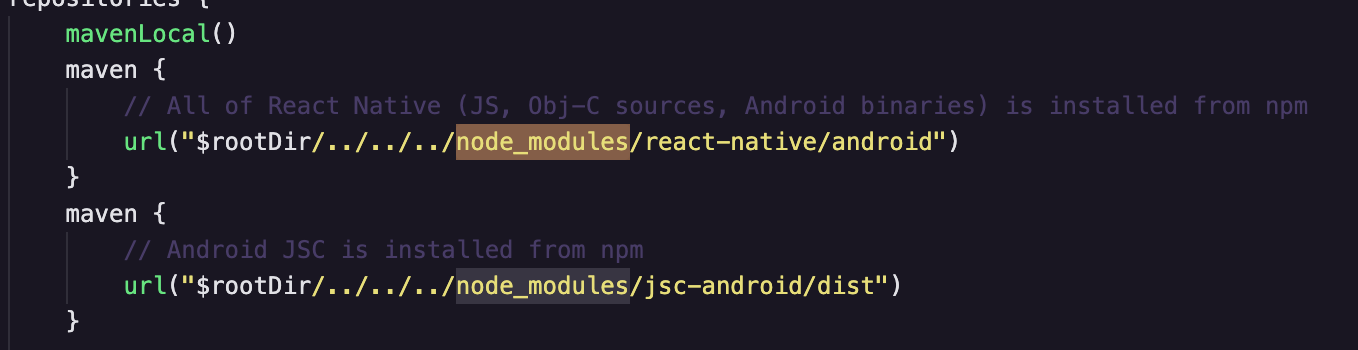 repositories {
mavenLocal()
maven {
// All of React Native (JS, Obj-C sources, Android binaries) is installed from npm
url("$rootDir/../../../node_modules/react-native/android")
}
maven {
// Android JSC is installed from npm
url("$rootDir/../../../node_modules/jsc-android/dist")
}